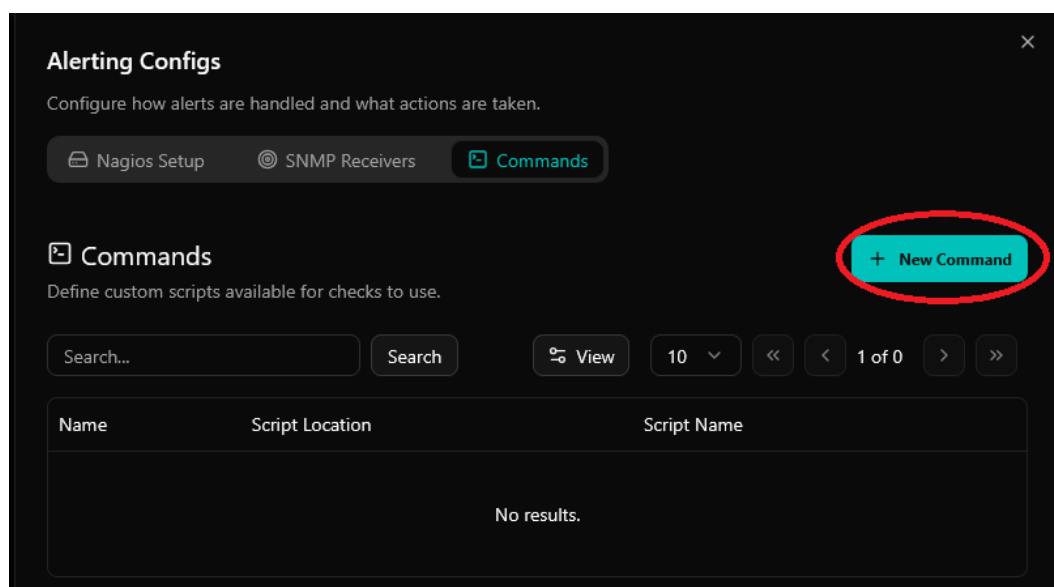 Alerting Configs
Configure how alerts are handled and what actions are taken.
Nagios Setup SNMP Receivers Commands
Commands
+ New Command
Define custom scripts available for checks to use.
Search... Search View 10 1 of 0
Name Script Location Script Name
No results.